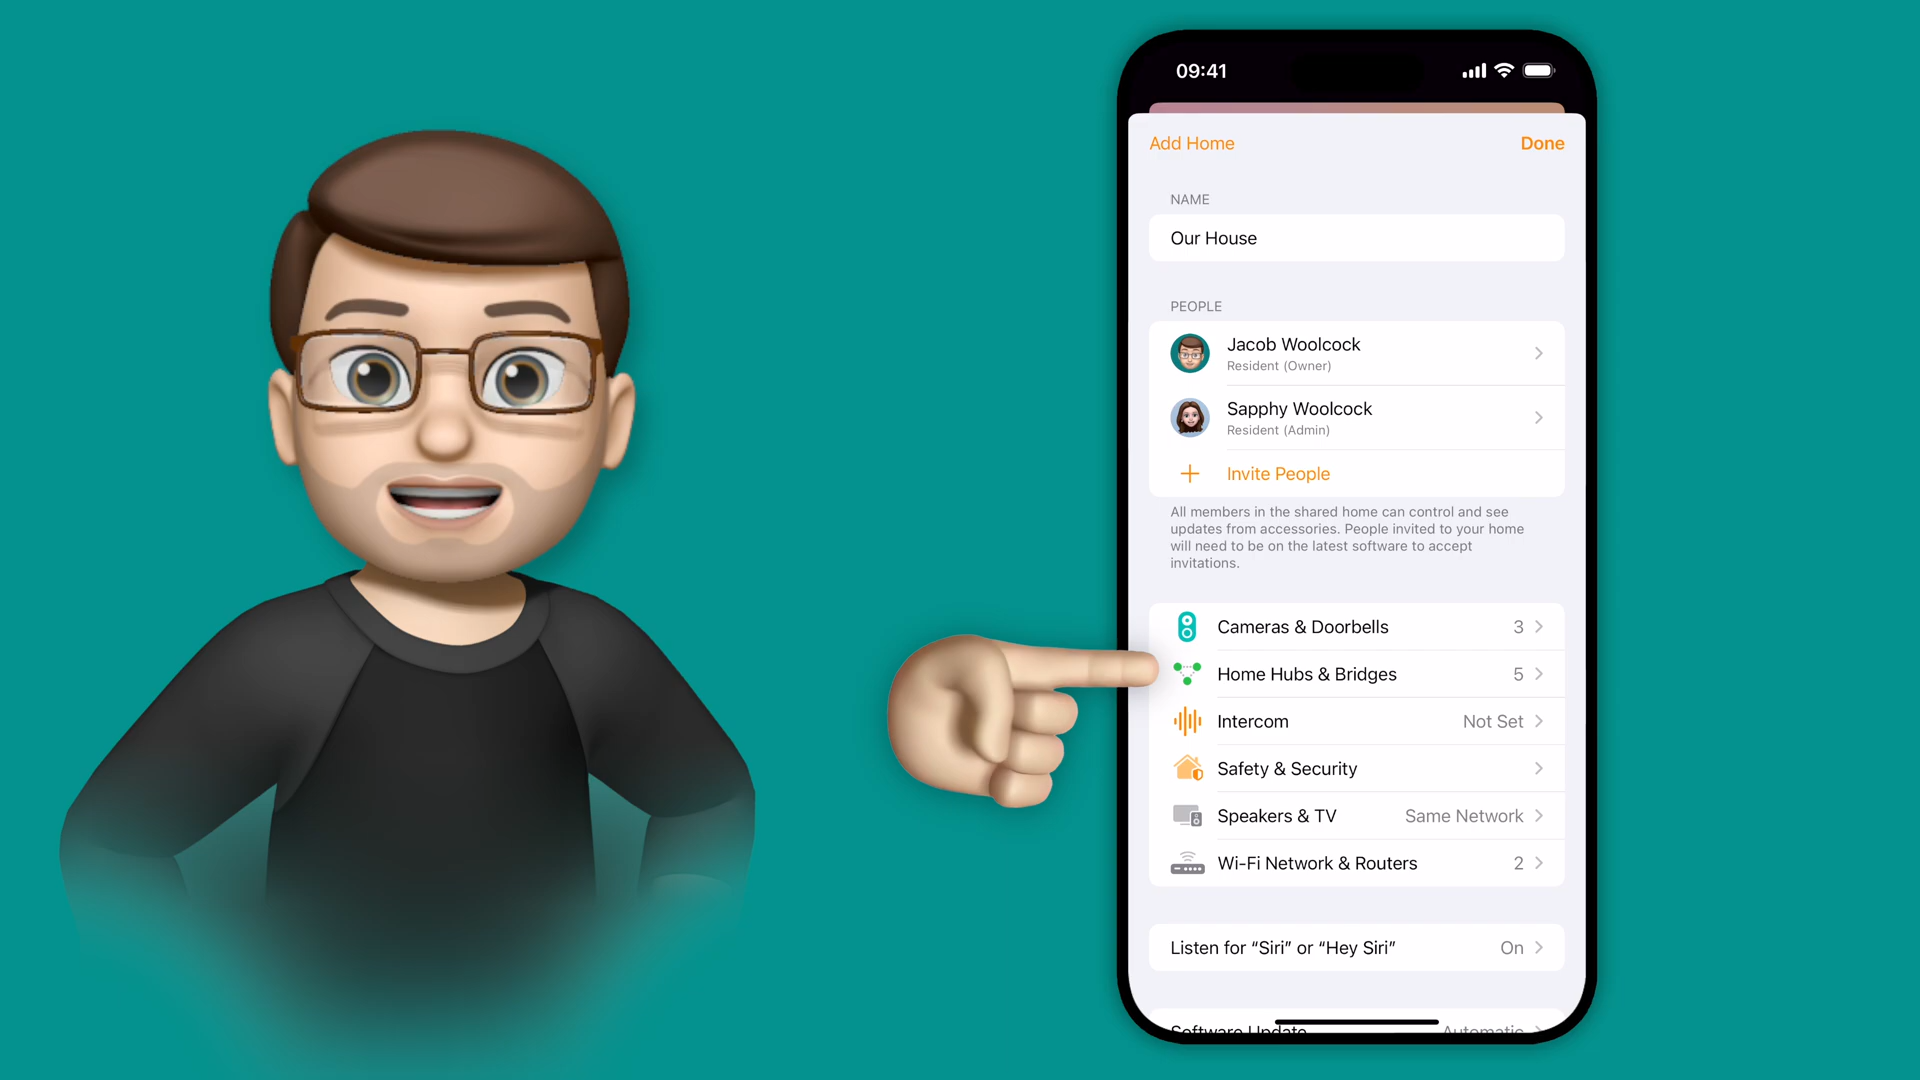 09:41
Add Home
Done
NAME
Our House
PEOPLE
Jacob Woolcock
Resident (Owner)
Sapphy Woolcock
Resident (Admin)
Invite People
All members in the shared home can control and see
updates from accessories. People invited to your home
will need to be on the latest software to accept
invitations.
Cameras & Doorbells 3
Home Hubs & Bridges 5
Intercom Not Set
Safety & Security
Speakers & TV Same Network
Wi-Fi Network & Routers 2
Listen for “Siri” or “Hey Siri” On
Software Update Automatic